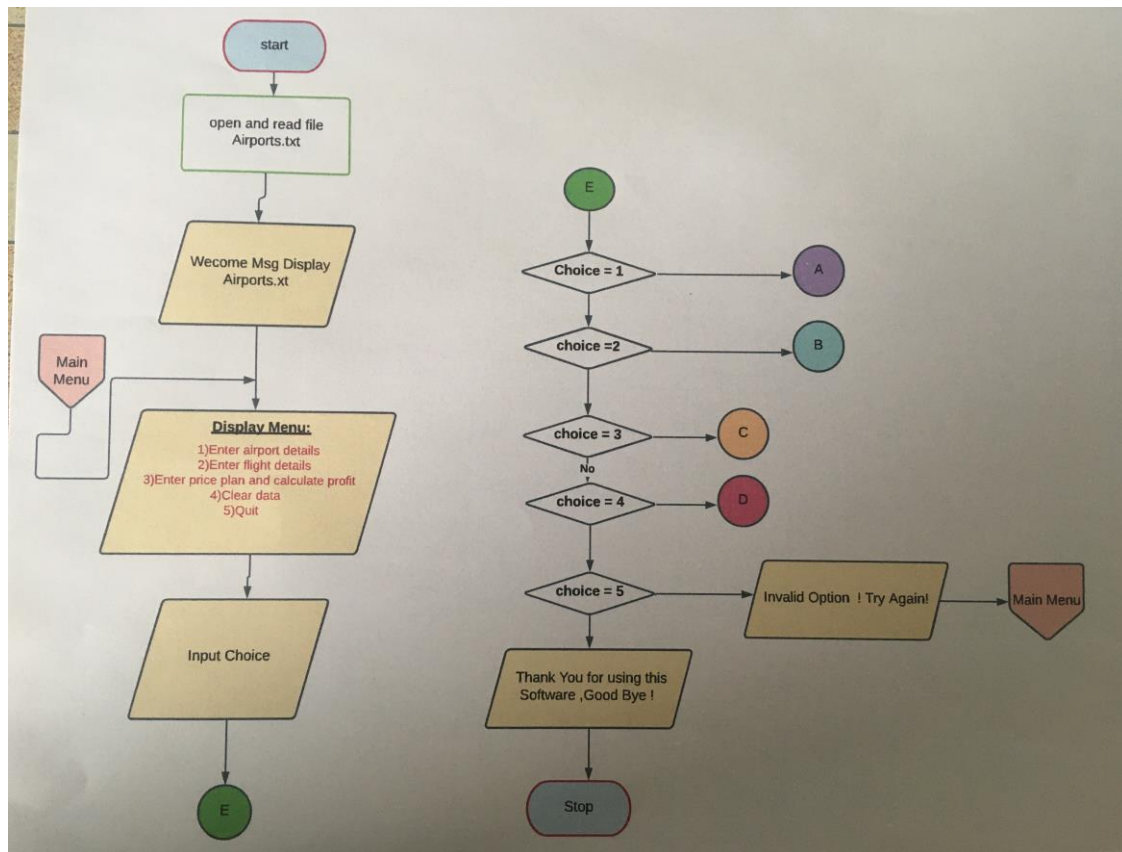 start
open and read file
Airports.txt
Wecome Msg Display
Airports.xt
Main
Menu
Display Menu:
1)Enter airport details
2)Enter flight details
3)Enter price plan and calculate profit
4)Clear data
5)Quit
Input Choice
E
E
Choice = 1
A
choice =2
B
choice = 3
C
No
choice = 4
D
choice = 5
Invalid Option ! Try Again!
Main Menu
Thank You for using this
Software ,Good Bye !
Stop